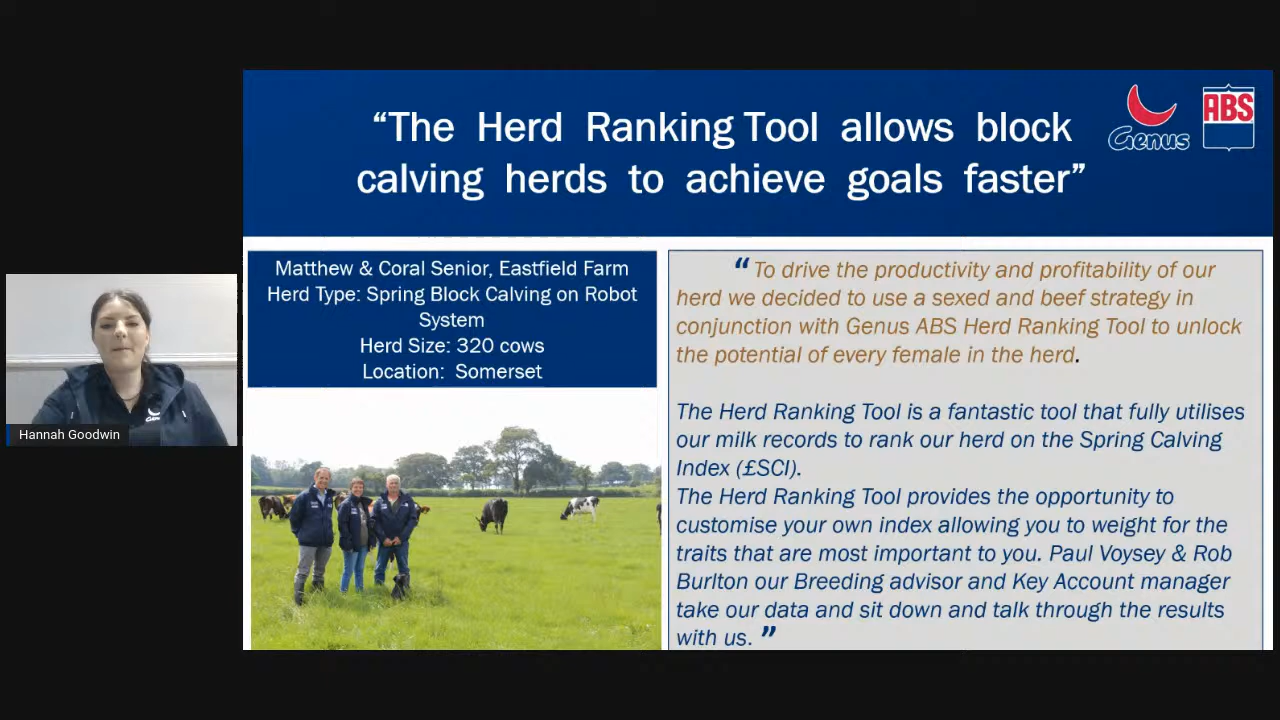 “The Herd Ranking Tool allows block
calving herds to achieve goals faster”
Genus
ABS
Matthew & Coral Senior, Eastfield Farm
Herd Type: Spring Block Calving on Robot
System
Herd Size: 320 cows
Location: Somerset
“ To drive the productivity and profitability of our
herd we decided to use a sexed and beef strategy in
conjunction with Genus ABS Herd Ranking Tool to unlock
the potential of every female in the herd.
The Herd Ranking Tool is a fantastic tool that fully utilises
our milk records to rank our herd on the Spring Calving
Index (£SCI).
The Herd Ranking Tool provides the opportunity to
customise your own index allowing you to weight for the
traits that are most important to you. Paul Voysey & Rob
Burlton our Breeding advisor and Key Account manager
take our data and sit down and talk through the results
with us. ”
Hannah Goodwin